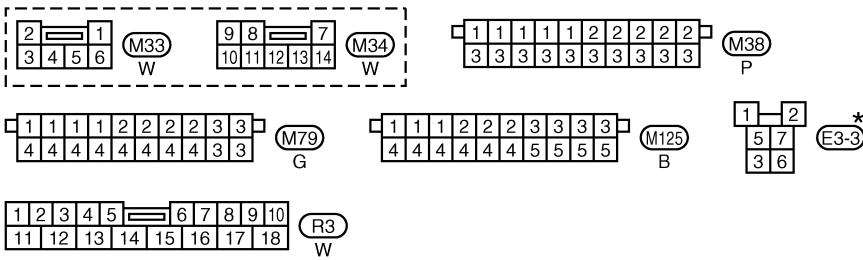 2 1 9 8 7 1 1 1 1 1 2 2 2 2 2
M33 M34 M38
3 4 5 6 10 11 12 13 14 3 3 3 3 3 3 3 3 3 3
W W P
1 1 1 1 2 2 2 2 3 3 1 1 1 2 2 2 3 3 3 3 1 2 *
M79 M125 5 7 E3-3
4 4 4 4 4 4 4 4 3 3 4 4 4 4 4 4 5 5 5 5 3 6
G B
1 2 3 4 5 6 7 8 9 10
R3
11 12 13 14 15 16 17 18
W